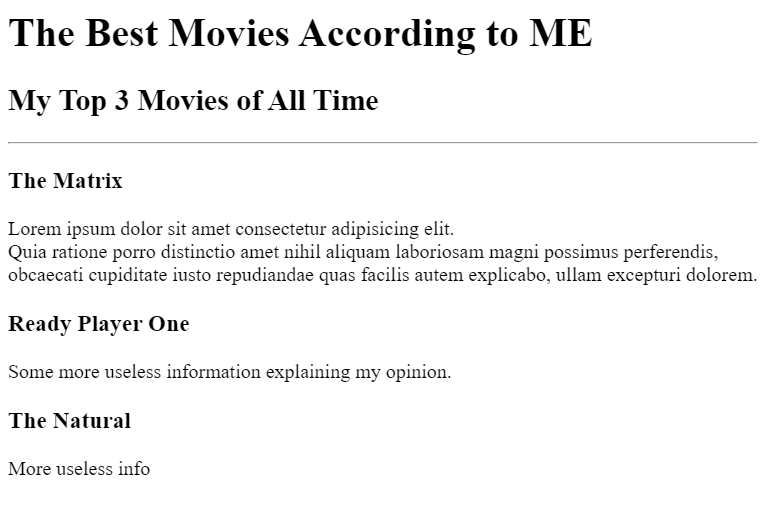 The Best Movies According to ME
My Top 3 Movies of All Time
The Matrix
Lorem ipsum dolor sit amet consectetur adipisicing elit.
Quia ratione porro distinctio amet nihil aliquam laboriosam magni possimus perferendis,
obcaecati cupiditate iusto repudiandae quas facilis autem explicabo, ullam excepturi dolorem.
Ready Player One
Some more useless information explaining my opinion.
The Natural
More useless info